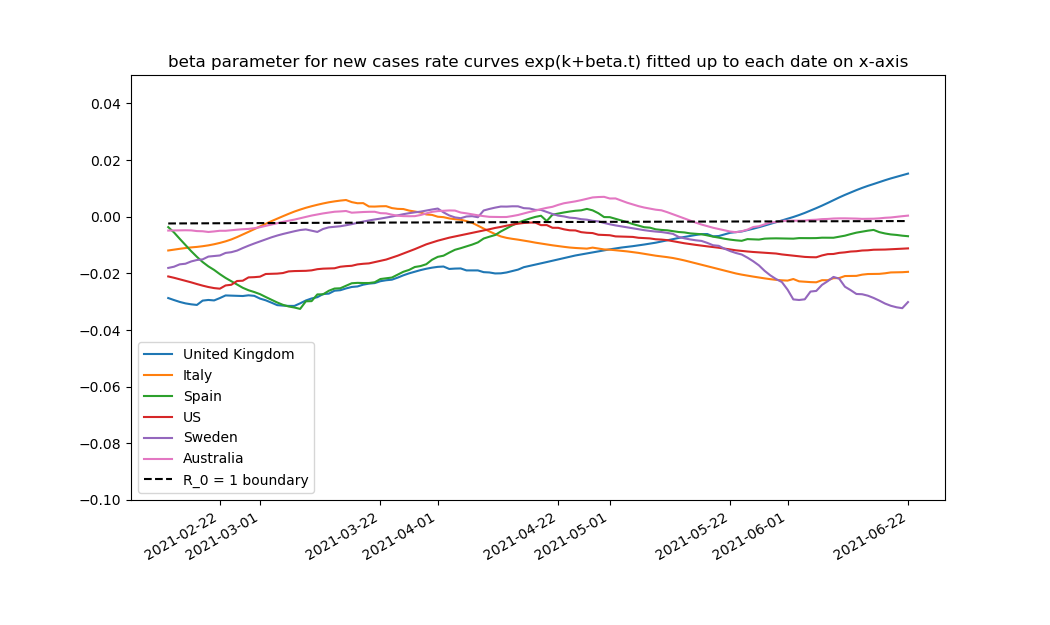 beta parameter for new cases rate curves exp(k+beta.t) fitted up to each date on x-axis
0.04
0.02
0.00
−0.02
−0.04
−0.06
−0.08
−0.10
United Kingdom
Italy
Spain
US
Sweden
Australia
R_0 = 1 boundary
2021-02-22
2021-03-01
2021-03-22
2021-04-01
2021-04-22
2021-05-01
2021-05-22
2021-06-01
2021-06-22